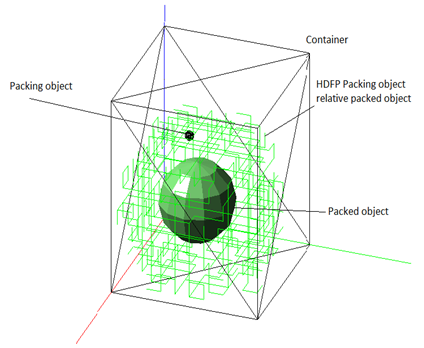 Container
Packing object
HDFP Packing object
relative packed object
Packed object